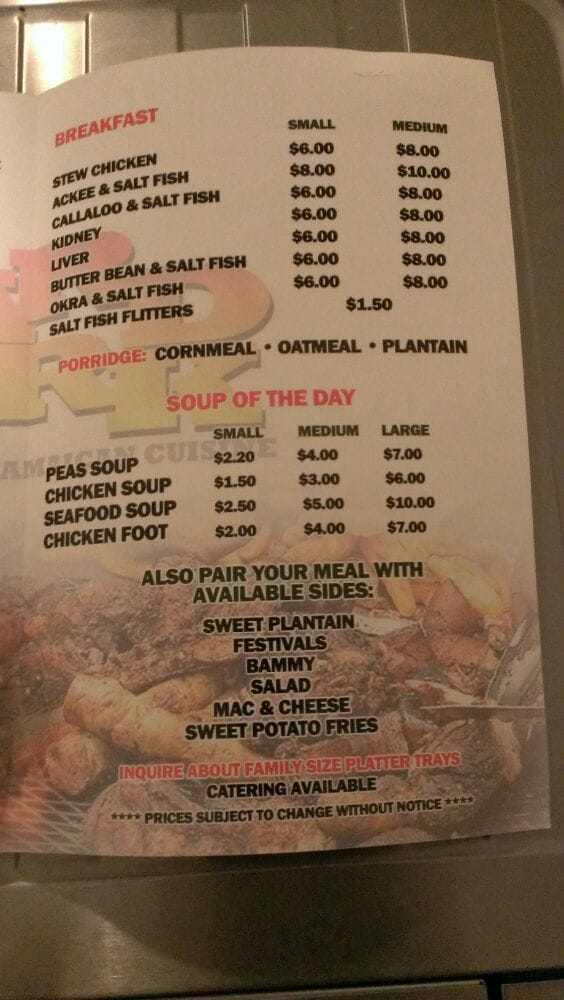 BREAKFAST SMALL MEDIUM
STEW CHICKEN $6.00 $8.00
ACKEE & SALT FISH $8.00 $10.00
CALLALOO & SALT FISH $6.00 $8.00
KIDNEY $6.00 $8.00
LIVER $6.00 $8.00
BUTTER BEAN & SALT FISH $6.00 $8.00
OKRA & SALT FISH $6.00 $8.00
SALT FISH FLITTERS $1.50
PORRIDGE: CORNMEAL • OATMEAL • PLANTAIN
SOUP OF THE DAY
SMALL MEDIUM LARGE
PEAS SOUP $2.20 $4.00 $7.00
CHICKEN SOUP $1.50 $3.00 $6.00
SEAFOOD SOUP $2.50 $5.00 $10.00
CHICKEN FOOT $2.00 $4.00 $7.00
AMAICAN CUISINE
ALSO PAIR YOUR MEAL WITH
AVAILABLE SIDES:
SWEET PLANTAIN
FESTIVALS
BAMMY
SALAD
MAC & CHEESE
SWEET POTATO FRIES
INQUIRE ABOUT FAMILY SIZE PLATTER TRAYS
CATERING AVAILABLE
**** PRICES SUBJECT TO CHANGE WITHOUT NOTICE ****